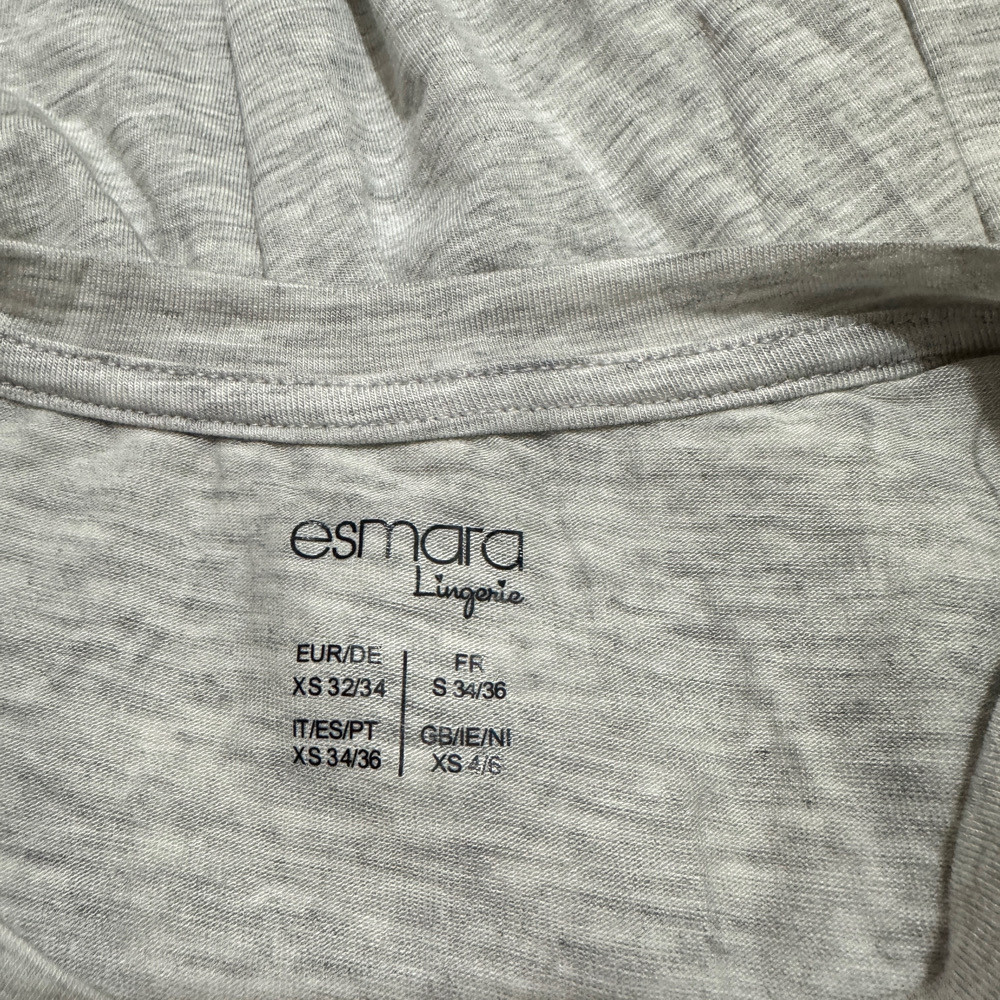 esmara
Lingerie
EUR/DE
XS 32/34
FR
S 34/36
IT/ES/PT
XS 34/36
GB/IE/NI
XS 4/6